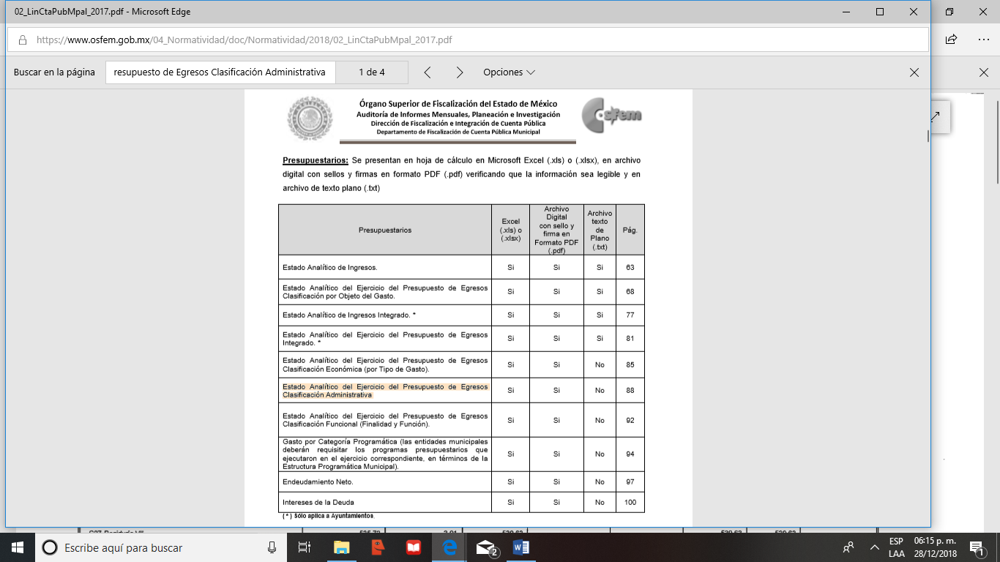 02_LinCtaPubMpal_2017.pdf - Microsoft Edge
https://www.osfem.gob.mx/04_Normatividad/doc/Normatividad/2018/02_LinCtaPubMpal_2017.pdf
Buscar en la página
resupuesto de Egresos Clasificación Administrativa
1 de 4
Opciones
Órgano Superior de Fiscalización del Estado de México
Auditoría de Informes Mensuales, Planeación e Investigación
Dirección de Fiscalización e Integración de Cuenta Pública
Departamento de Fiscalización de Cuenta Pública Municipal
osfem
Presupuestarios: Se presentan en hoja de cálculo en Microsoft Excel (.xls) o (.xlsx), en archivo
digital con sellos y firmas en formato PDF (.pdf) verificando que la información sea legible y en
archivo de texto plano (.txt)
Presupuestarios
Excel
(.xls) o
(.xlsx)
Archivo
Digital
con sello y
firma en
Formato PDF
(.pdf)
Archivo
texto
de
Plano
(.txt)
Pág.
Estado Analítico de Ingresos.
Si Si Si 63
Estado Analítico del Ejercicio del Presupuesto de Egresos
Clasificación por Objeto del Gasto.
Si Si Si 68
Estado Analítico de Ingresos Integrado. *
Si Si Si 77
Estado Analítico del Ejercicio del Presupuesto de Egresos
Integrado. *
Si Si Si 81
Estado Analítico del Ejercicio del Presupuesto de Egresos
Clasificación Económica (por Tipo de Gasto).
Si Si No 85
Estado Analítico del Ejercicio del Presupuesto de Egresos
Clasificación Administrativa
Si Si No 88
Estado Analítico del Ejercicio del Presupuesto de Egresos
Clasificación Funcional (Finalidad y Función).
Si Si No 92
Gasto por Categoría Programática (las entidades municipales
deberán requisitar los programas presupuestarios que
ejecutaron en el ejercicio correspondiente, en términos de la
Estructura Programática Municipal).
Si Si No 94
Endeudamiento Neto.
Si Si No 97
Intereses de la Deuda
Si Si No 100
( * ) Sólo aplica a Ayuntamientos.
Escribe aquí para buscar
2
ESP
LAA
06:15 p. m.
28/12/2018
1